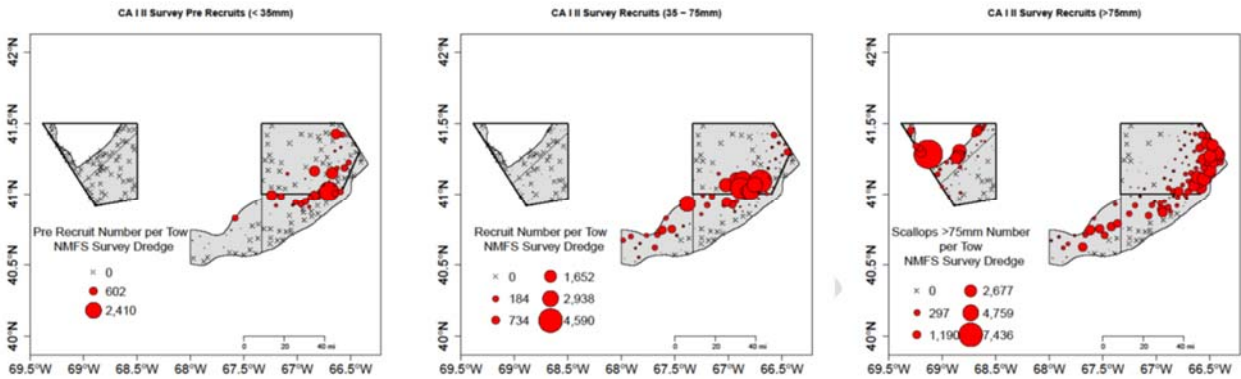 CA I II Survey Pre Recruits (< 35mm)
42°N
41.5°N
41°N
40.5°N
40°N
Pre Recruit Number per Tow
NMFS Survey Dredge
× 0
602
2,410
0 20 40 mi
69.5°W 69°W 68.5°W 68°W 67.5°W 67°W 66.5°W
CA I II Survey Recruits (35 – 75mm)
42°N
41.5°N
41°N
40.5°N
40°N
Recruit Number per Tow
NMFS Survey Dredge
× 0 1,652
184 2,938
734 4,590
0 20 40 mi
69.5°W 69°W 68.5°W 68°W 67.5°W 67°W 66.5°W
CA I II Survey Recruits (>75mm)
42°N
41.5°N
41°N
40.5°N
40°N
Scallops >75mm Number
per Tow
NMFS Survey Dredge
× 0 2,677
297 4,759
1,190 7,436
0 20 40 mi
69.5°W 69°W 68.5°W 68°W 67.5°W 67°W 66.5°W